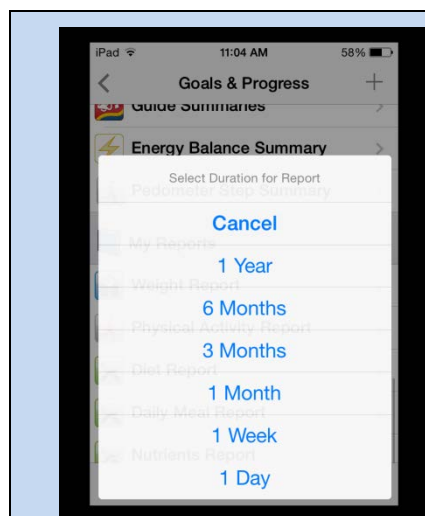 iPad 11:04 AM 58%
Goals & Progress
Guide Summaries
Energy Balance Summary
Select Duration for Report
Pedometer Step Summary
Cancel
My Reports
1 Year
Weight Report
6 Months
Physical Activity Report
3 Months
Diet Report
1 Month
Daily Meal Report
1 Week
Nutrients Report
1 Day